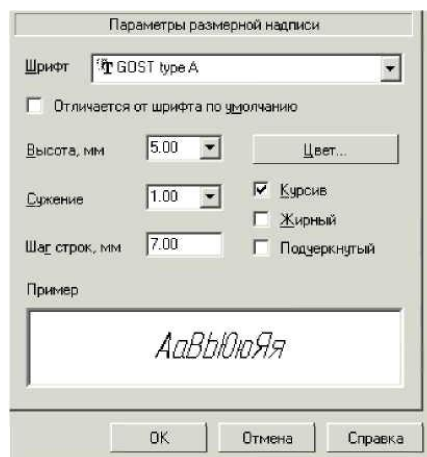 Параметры размерной надписи
Шрифт GOST type A
Отличается от шрифта по умолчанию
Высота, мм 5.00 Цвет...
Сужение 1.00 Курсив
Жирный
Шаг строк, мм 7.00 Подчеркнутый
Пример
АаВЫЮюЯя
OK Отмена Справка